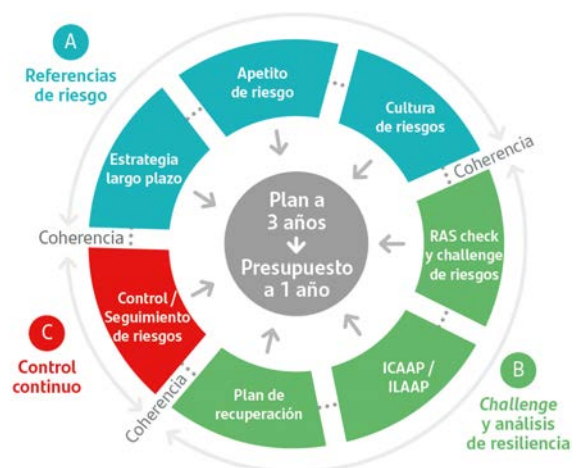 A
Referencias
de riesgo
Apetito
de riesgo
Cultura
de riesgos
Estrategia
largo plazo
Coherencia
Coherencia
Plan a
3 años
Presupuesto
a 1 año
RAS check
y challenge
de riesgos
C
Control
continuo
Control /
Seguimiento
de riesgos
Coherencia
Plan de
recuperación
ICAAP /
ILAAP
B
Challenge
y análisis
de resiliencia